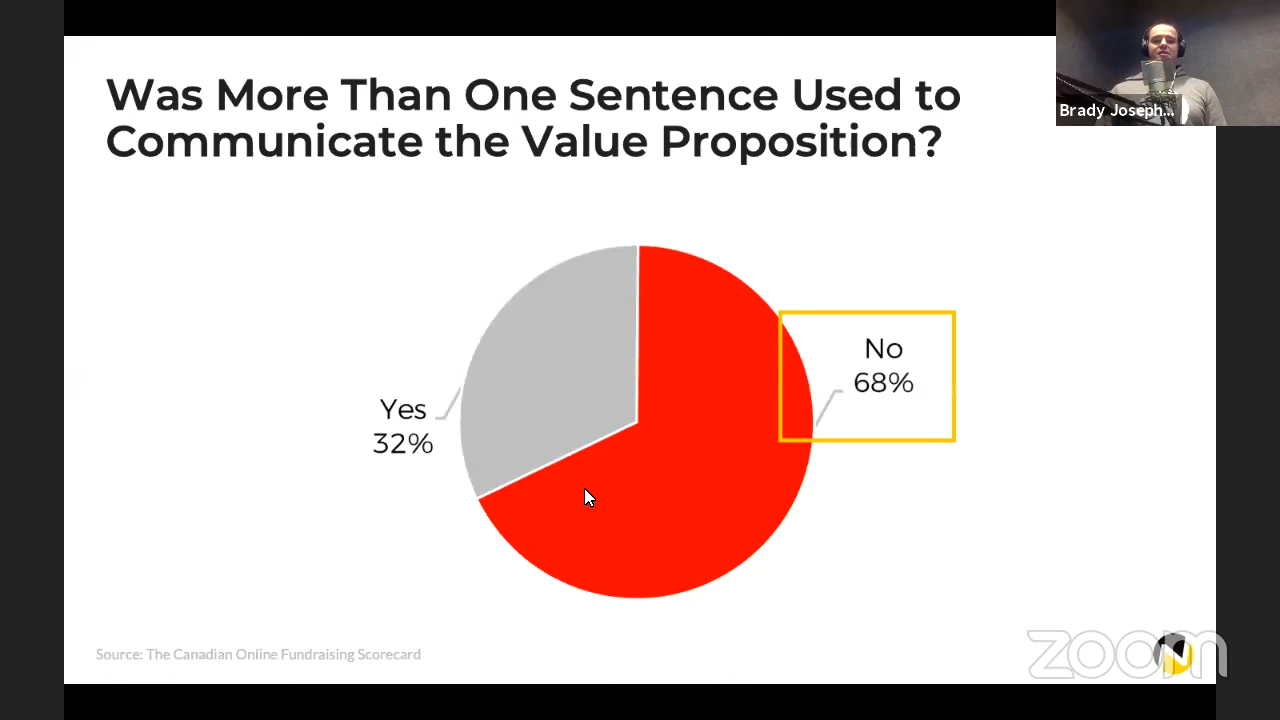 Was More Than One Sentence Used to
Communicate the Value Proposition?
Brady Joseph...
No
68%
Yes
32%
Source: The Canadian Online Fundraising Scorecard
zoom
N